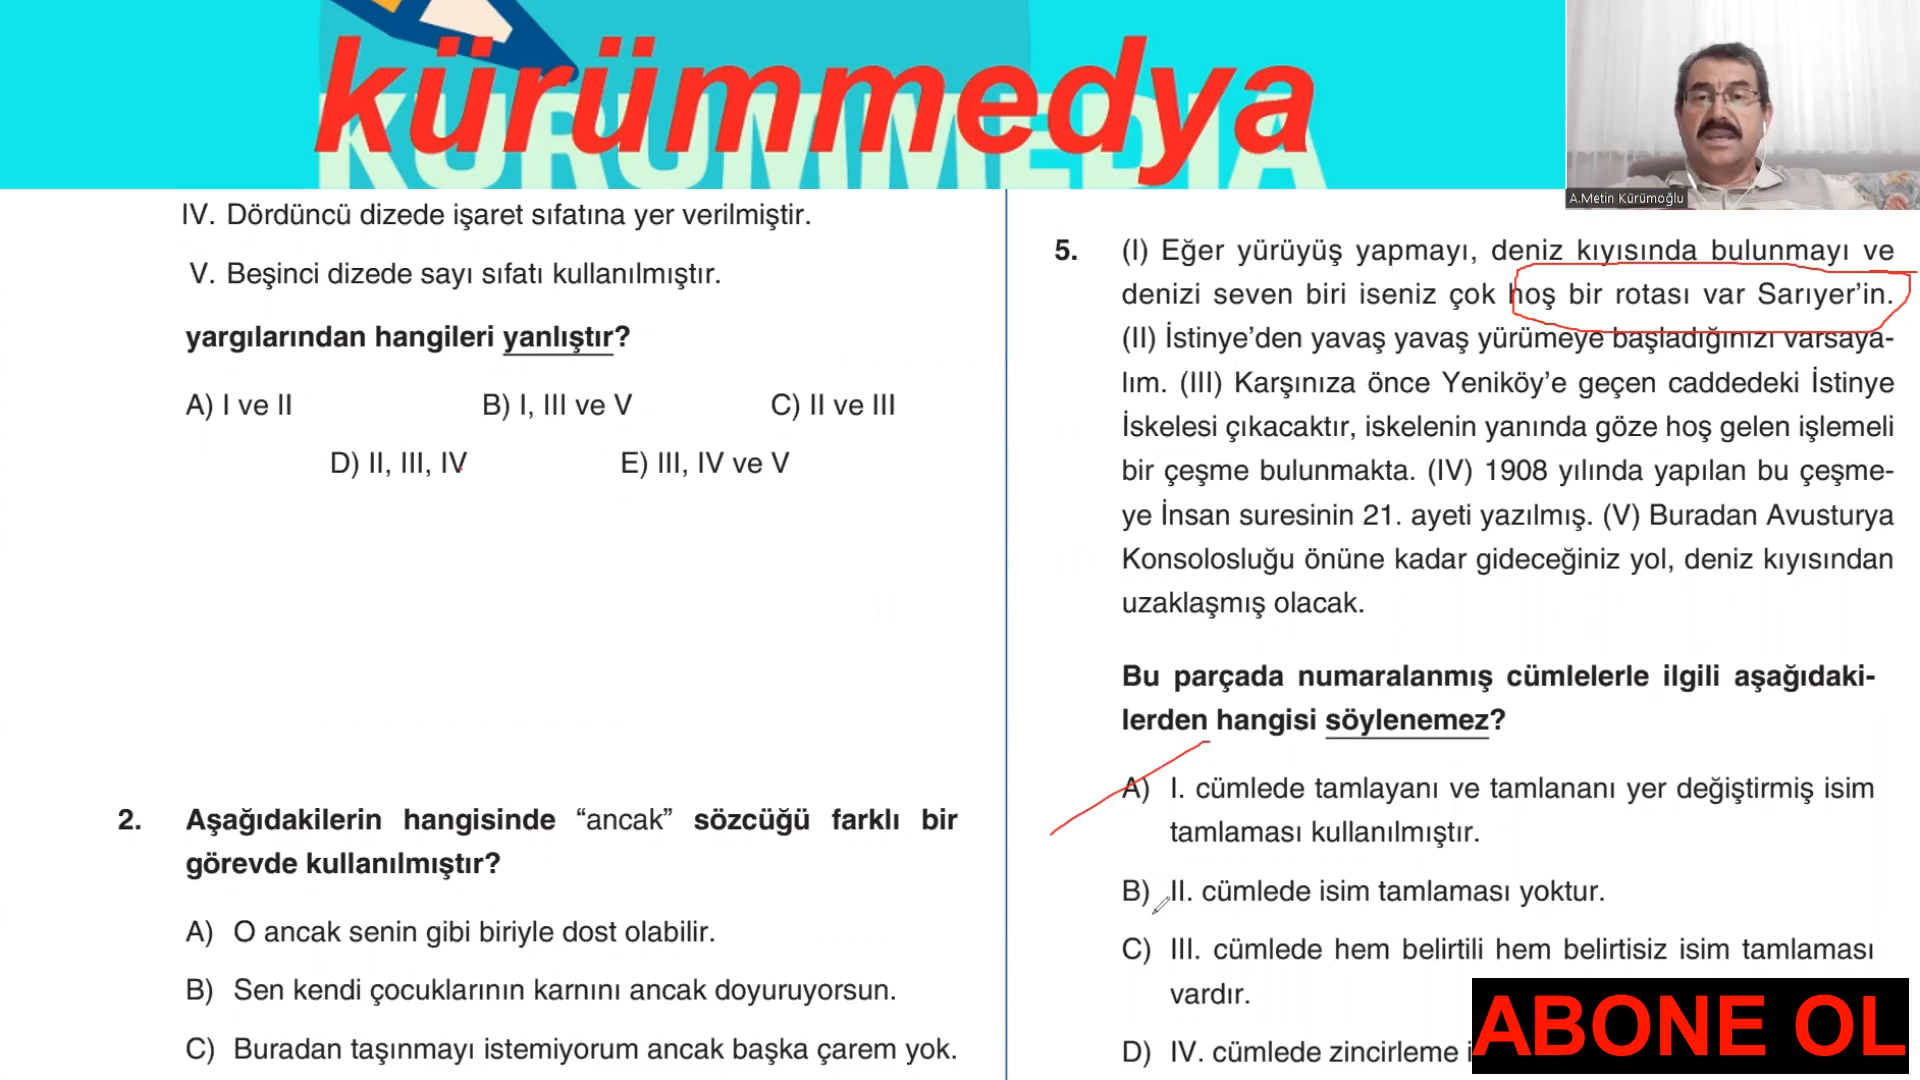 kürümmedya
KURUMMEDIA
A.Metin Kürümoğlu
IV. Dördüncü dizede işaret sıfatına yer verilmiştir.
V. Beşinci dizede sayı sıfatı kullanılmıştır.
yargılarından hangileri yanlıştır?
A) I ve II B) I, III ve V C) II ve III
D) II, III, IV E) III, IV ve V
2. Aşağıdakilerin hangisinde “ancak” sözcüğü farklı bir
görevde kullanılmıştır?
A) O ancak senin gibi biriyle dost olabilir.
B) Sen kendi çocuklarının karnını ancak doyuruyorsun.
C) Buradan taşınmayı istemiyorum ancak başka çarem yok.
5. (I) Eğer yürüyüş yapmayı, deniz kıyısında bulunmayı ve
denizi seven biri iseniz çok hoş bir rotası var Sarıyer’in.
(II) İstinye’den yavaş yavaş yürümeye başladığınızı varsaya-
lım. (III) Karşınıza önce Yeniköy’e geçen caddedeki İstinye
İskelesi çıkacaktır, iskelenin yanında göze hoş gelen işlemeli
bir çeşme bulunmakta. (IV) 1908 yılında yapılan bu çeşme-
ye İnsan suresinin 21. ayeti yazılmış. (V) Buradan Avusturya
Konsolosluğu önüne kadar gideceğiniz yol, deniz kıyısından
uzaklaşmış olacak.
Bu parçada numaralanmış cümlelerle ilgili aşağıdaki-
lerden hangisi söylenemez?
A) I. cümlede tamlayanı ve tamlananı yer değiştirmiş isim
tamlaması kullanılmıştır.
B) II. cümlede isim tamlaması yoktur.
C) III. cümlede hem belirtili hem belirtisiz isim tamlaması
vardır.
D) IV. cümlede zincirleme
ABONE OL